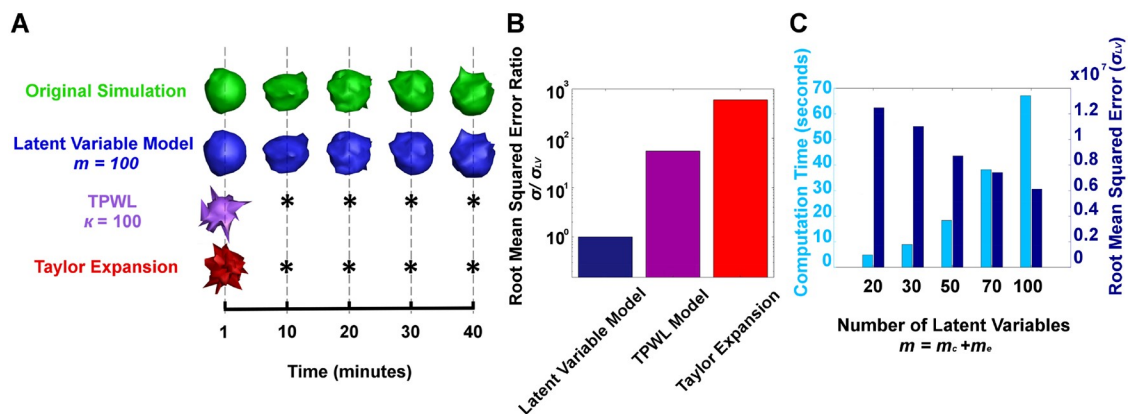 A
Original Simulation
Latent Variable Model
m = 100
TPWL
κ = 100
Taylor Expansion
* * * *
* * * *
1 10 20 30 40
Time (minutes)
B
Root Mean Squared Error Ratio
σ/ σLV
10³
10²
10¹
10⁰
Latent Variable Model
TPWL Model
Taylor Expansion
C
Computation Time (seconds)
70
60
50
40
30
20
10
0
x10⁷
1.4
1.2
1
0.8
0.6
0.4
0.2
0
Root Mean Squared Error (σLV)
20 30 50 70 100
Number of Latent Variables
m = mc +me